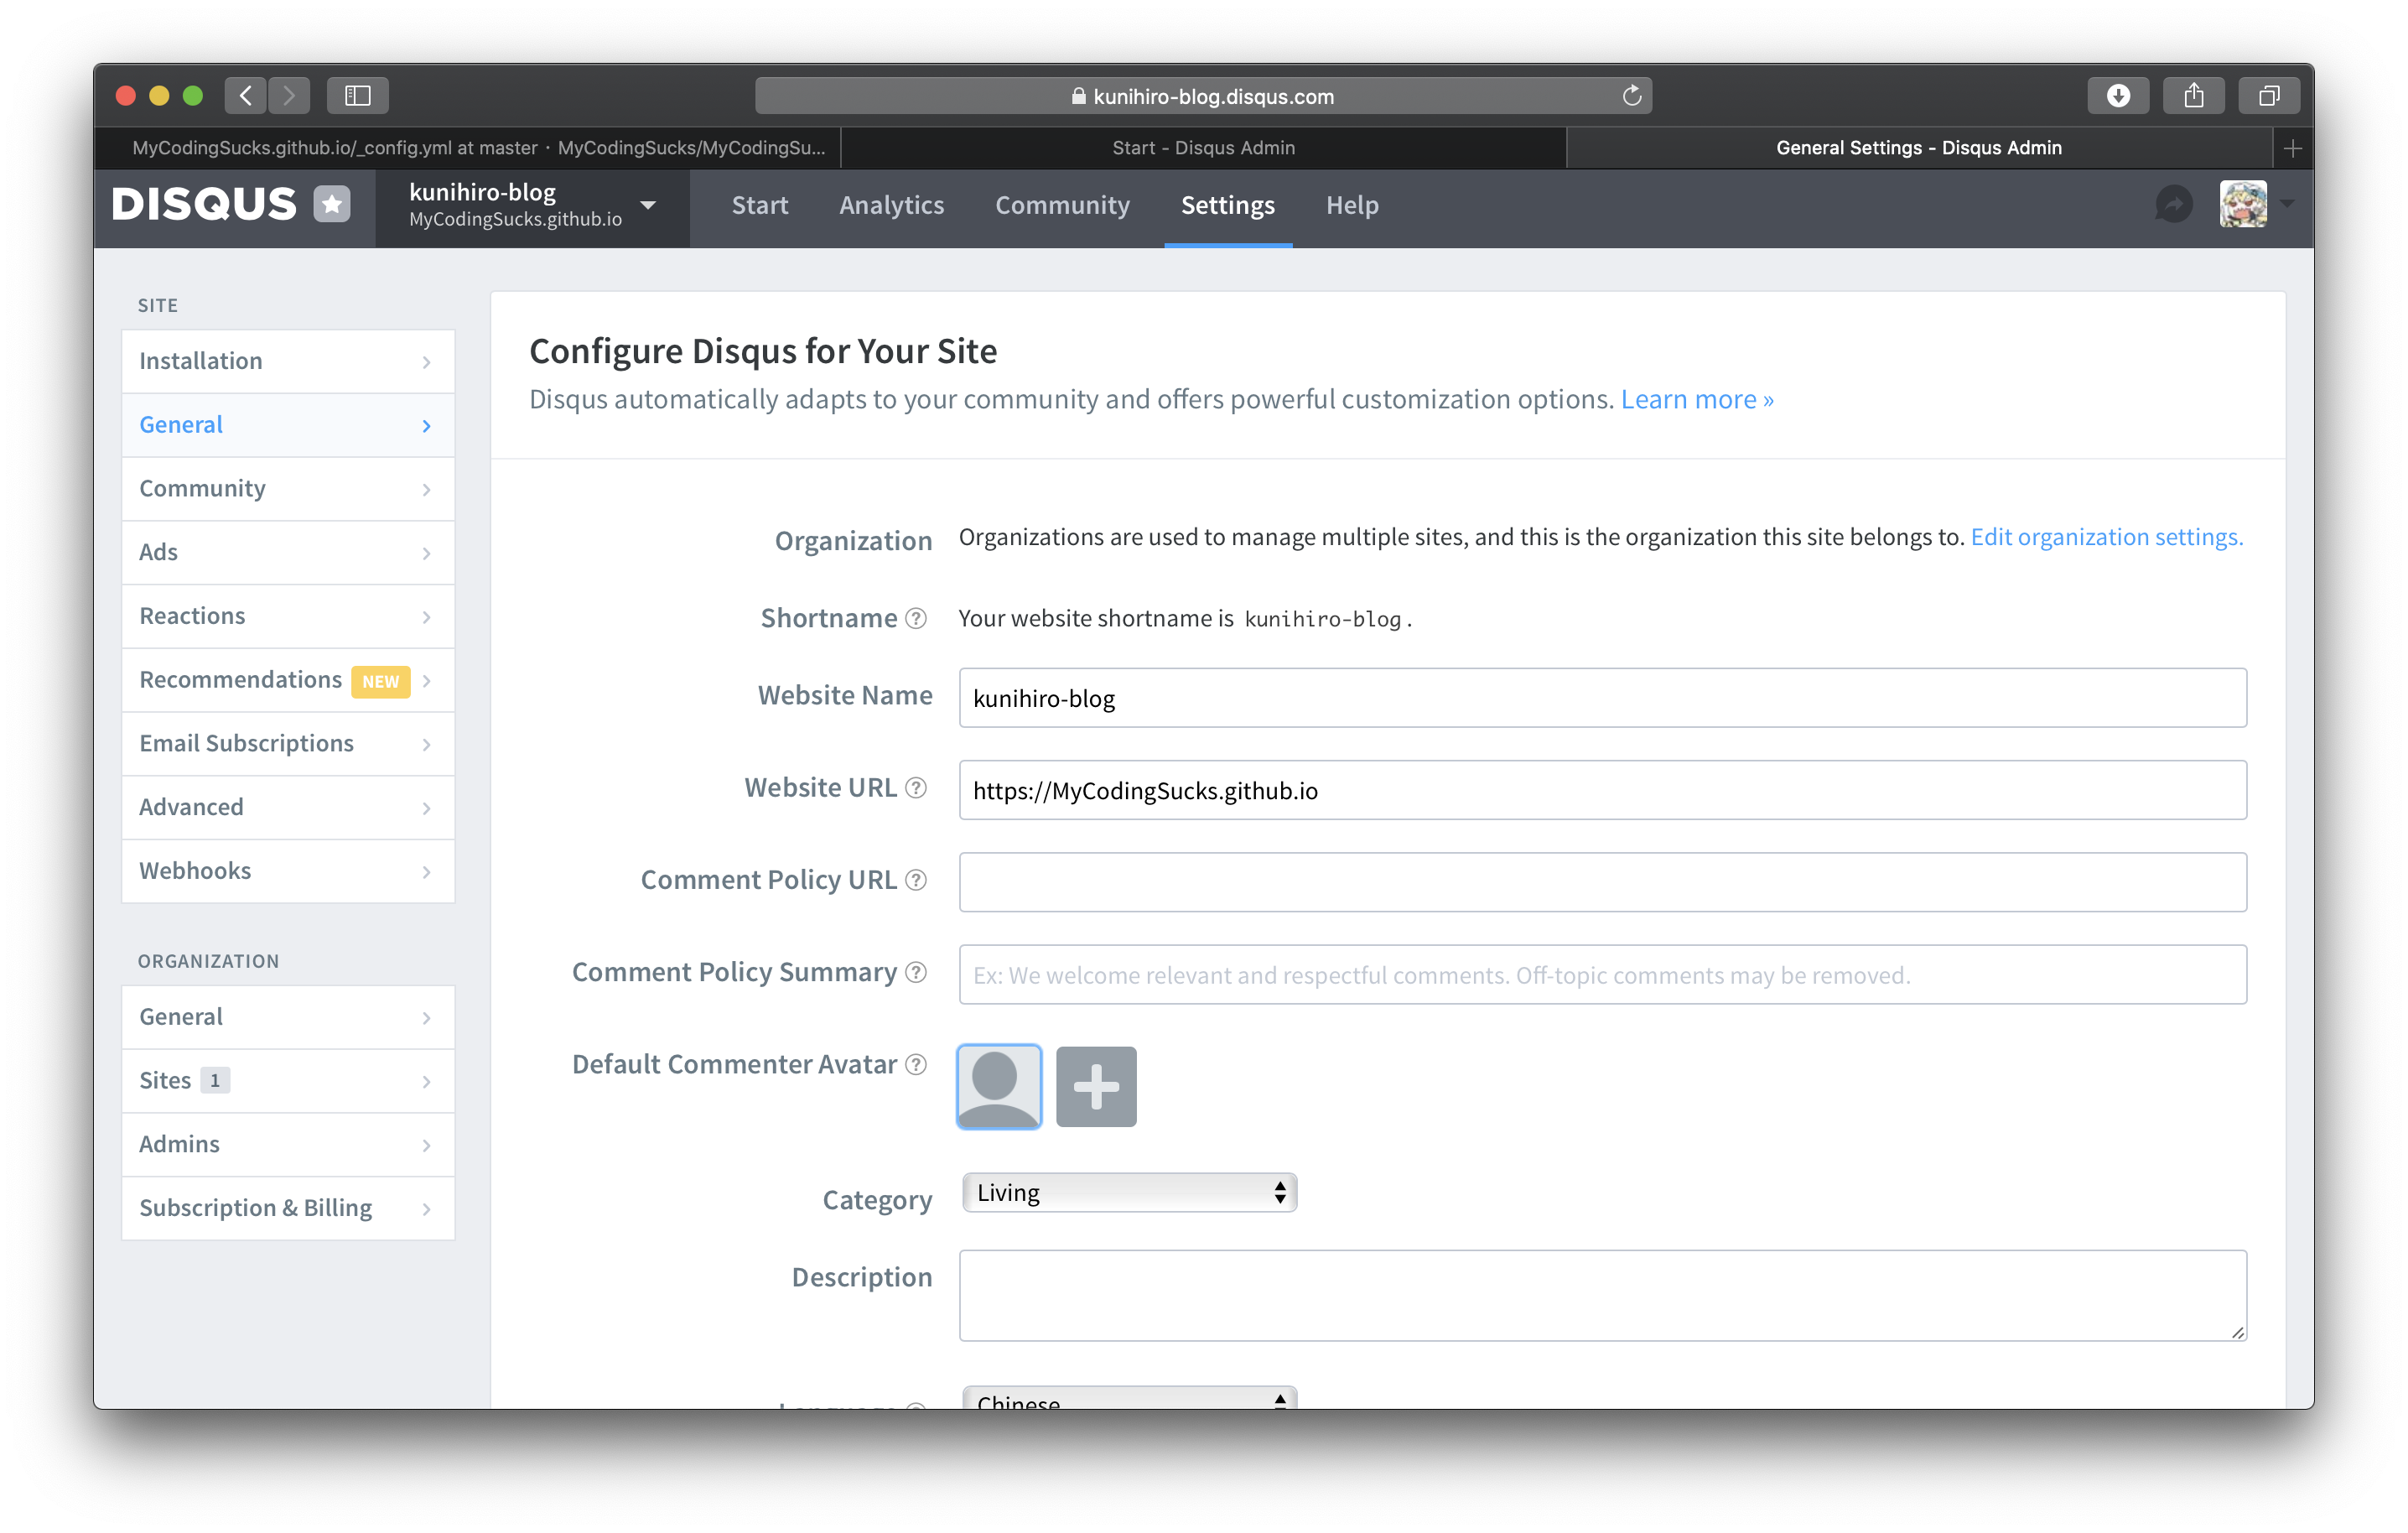 kunihiro-blog.disqus.com
MyCodingSucks.github.io/_config.yml at master · MyCodingSucks/MyCodingSu...
Start - Disqus Admin
General Settings - Disqus Admin
DISQUS
kunihiro-blog
MyCodingSucks.github.io
Start
Analytics
Community
Settings
Help
SITE
Installation
General
Community
Ads
Reactions
Recommendations NEW
Email Subscriptions
Advanced
Webhooks
ORGANIZATION
General
Sites 1
Admins
Subscription & Billing
Configure Disqus for Your Site
Disqus automatically adapts to your community and offers powerful customization options. Learn more »
Organization
Organizations are used to manage multiple sites, and this is the organization this site belongs to. Edit organization settings.
Shortname ?
Your website shortname is kunihiro-blog.
Website Name
kunihiro-blog
Website URL ?
https://MyCodingSucks.github.io
Comment Policy URL ?
Comment Policy Summary ?
Ex: We welcome relevant and respectful comments. Off-topic comments may be removed.
Default Commenter Avatar ?
Category
Living
Description
Chinese